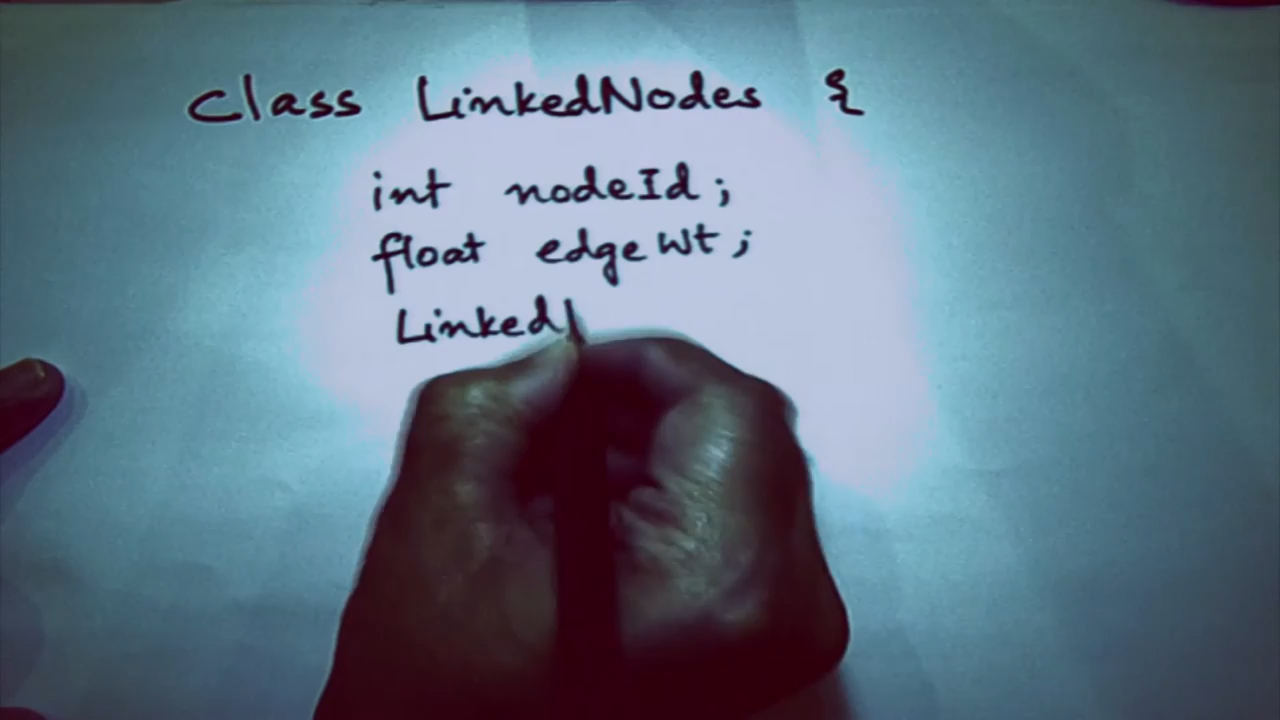 class LinkedNodes {
int nodeId;
float edgeWt;
Linked